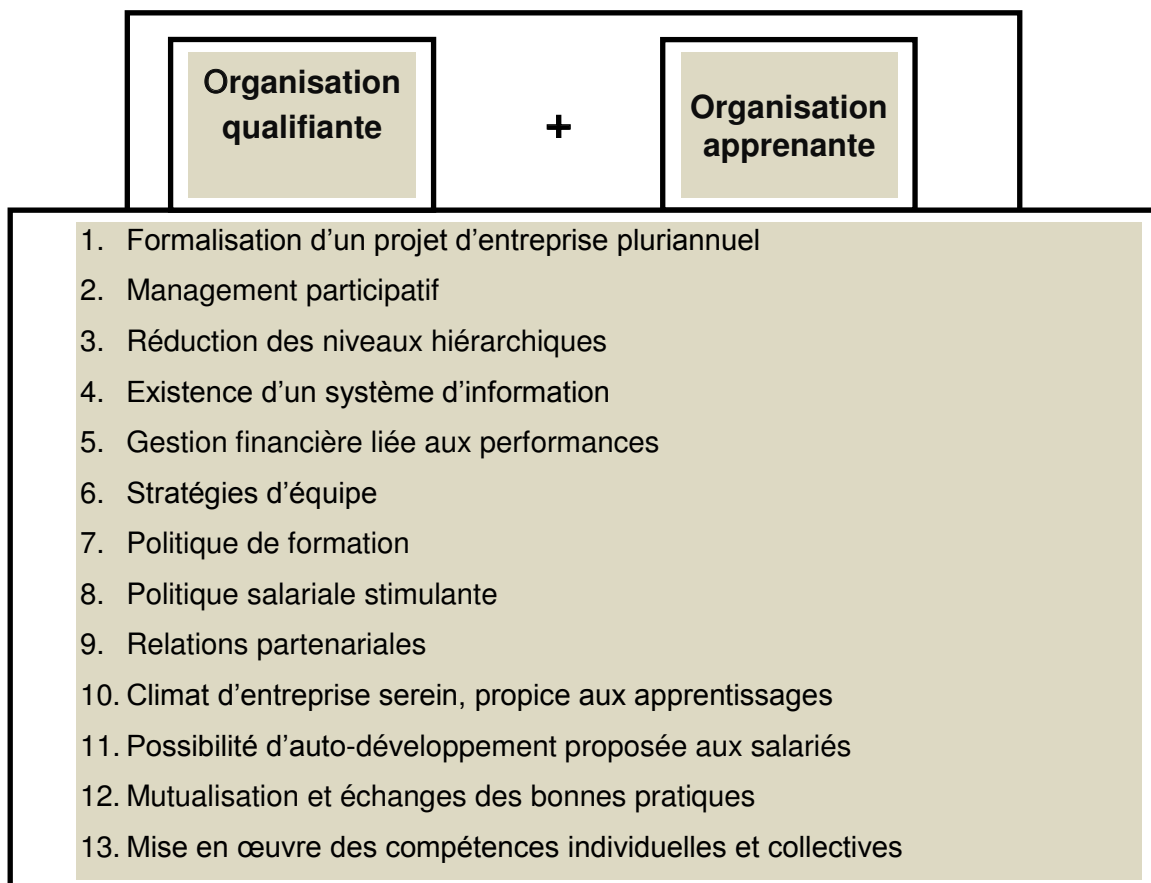 Organisation
qualifiante
+
Organisation
apprenante
1. Formalisation d’un projet d’entreprise pluriannuel
2. Management participatif
3. Réduction des niveaux hiérarchiques
4. Existence d’un système d’information
5. Gestion financière liée aux performances
6. Stratégies d’équipe
7. Politique de formation
8. Politique salariale stimulante
9. Relations partenariales
10. Climat d’entreprise serein, propice aux apprentissages
11. Possibilité d’auto-développement proposée aux salariés
12. Mutualisation et échanges des bonnes pratiques
13. Mise en œuvre des compétences individuelles et collectives